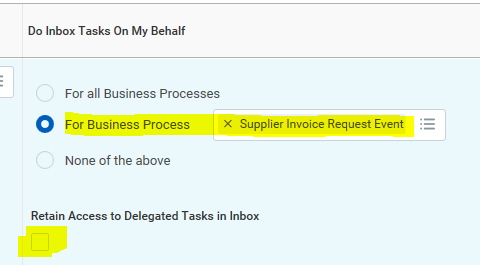 Do Inbox Tasks On My Behalf
For all Business Processes
For Business Process × Supplier Invoice Request Event
None of the above
Retain Access to Delegated Tasks in Inbox